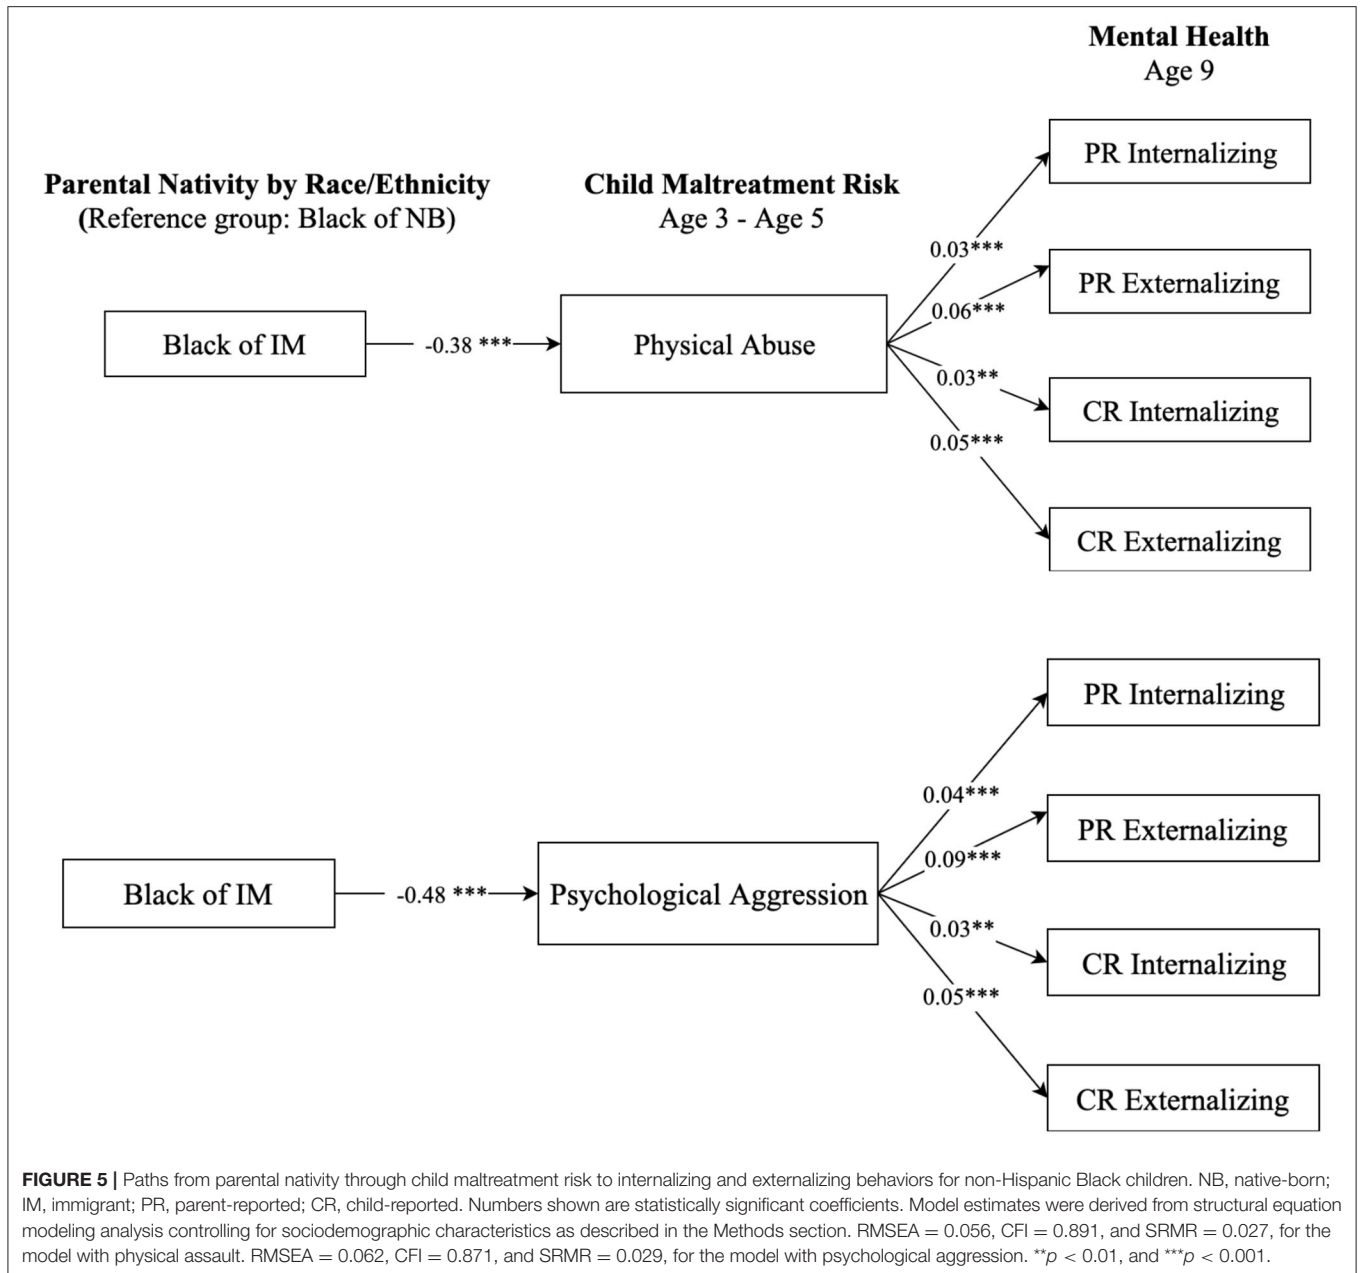 Mental Health
Age 9
Parental Nativity by Race/Ethnicity
(Reference group: Black of NB)
Child Maltreatment Risk
Age 3 - Age 5
Black of IM
-0.38 ***
Physical Abuse
0.03***
0.06***
0.03**
0.05***
PR Internalizing
PR Externalizing
CR Internalizing
CR Externalizing
Black of IM
-0.48 ***
Psychological Aggression
0.04***
0.09***
0.03**
0.05***
PR Internalizing
PR Externalizing
CR Internalizing
CR Externalizing
FIGURE 5 | Paths from parental nativity through child maltreatment risk to internalizing and externalizing behaviors for non-Hispanic Black children. NB, native-born;
IM, immigrant; PR, parent-reported; CR, child-reported. Numbers shown are statistically significant coefficients. Model estimates were derived from structural equation
modeling analysis controlling for sociodemographic characteristics as described in the Methods section. RMSEA = 0.056, CFI = 0.891, and SRMR = 0.027, for the
model with physical assault. RMSEA = 0.062, CFI = 0.871, and SRMR = 0.029, for the model with psychological aggression. **p < 0.01, and ***p < 0.001.